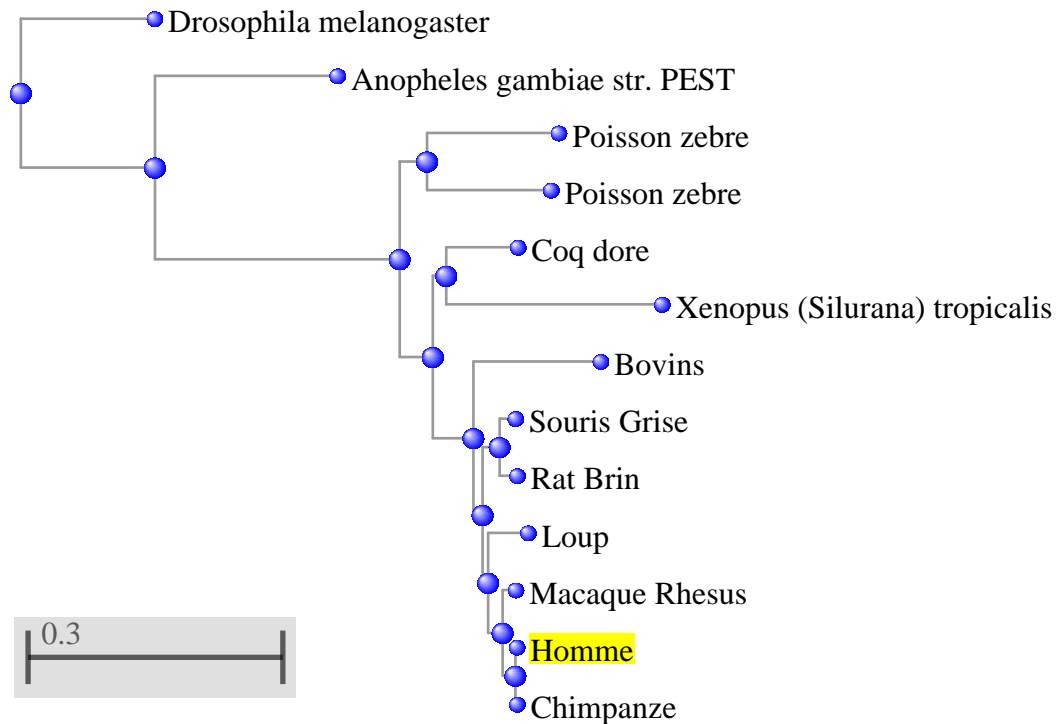 Drosophila melanogaster
Anopheles gambiae str. PEST
Poisson zebre
Poisson zebre
Coq dore
Xenopus (Silurana) tropicalis
Bovins
Souris Grise
Rat Brin
Loup
Macaque Rhesus
0.3
Homme
Chimpanze